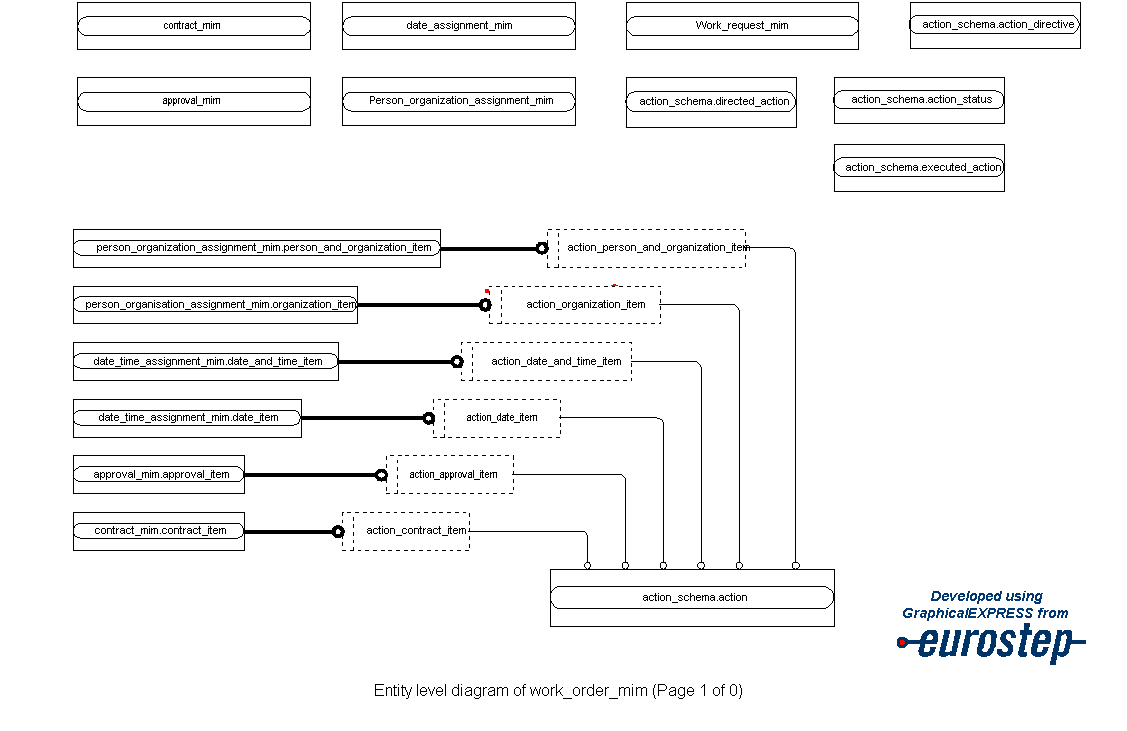 contract_mim
date_assignment_mim
Work_request_mim
action_schema.action_directive
approval_mim
Person_organization_assignment_mim
action_schema.directed_action
action_schema.action_status
action_schema.executed_action
person_organization_assignment_mim.person_and_organization_item
action_person_and_organization_item
person_organisation_assignment_mim.organization_item
action_organization_item
date_time_assignment_mim.date_and_time_item
action_date_and_time_item
date_time_assignment_mim.date_item
action_date_item
approval_mim.approval_item
action_approval_item
contract_mim.contract_item
action_contract_item
action_schema.action
Developed using
GraphicalEXPRESS from
eurostep
Entity level diagram of work_order_mim (Page 1 of 0)